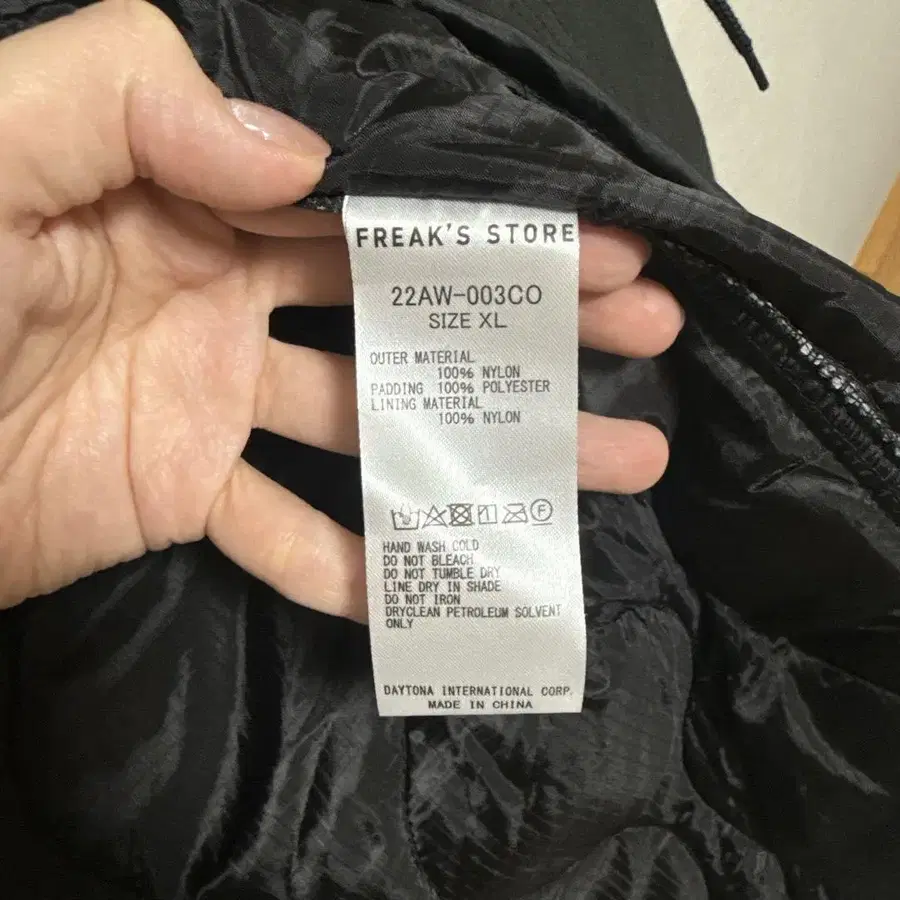 FREAK'S STORE
22AW-003CO
SIZE XL
OUTER MATERIAL
100% NYLON
PADDING 100% POLYESTER
LINING MATERIAL
100% NYLON
HAND WASH COLD
DO NOT BLEACH
DO NOT TUMBLE DRY
LINE DRY IN SHADE
DO NOT IRON
DRYCLEAN PETROLEUM SOLVENT
ONLY
DAYTONA INTERNATIONAL CORP.
MADE IN CHINA